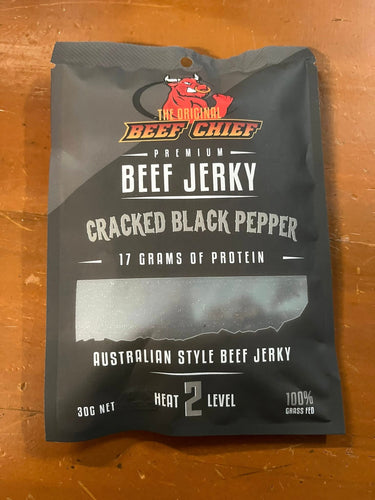 THE ORIGINAL
BEEF CHIEF
PREMIUM
BEEF JERKY
CRACKED BLACK PEPPER
17 GRAMS OF PROTEIN
AUSTRALIAN STYLE BEEF JERKY
30G NET
HEAT 2 LEVEL
100%
GRASS FED